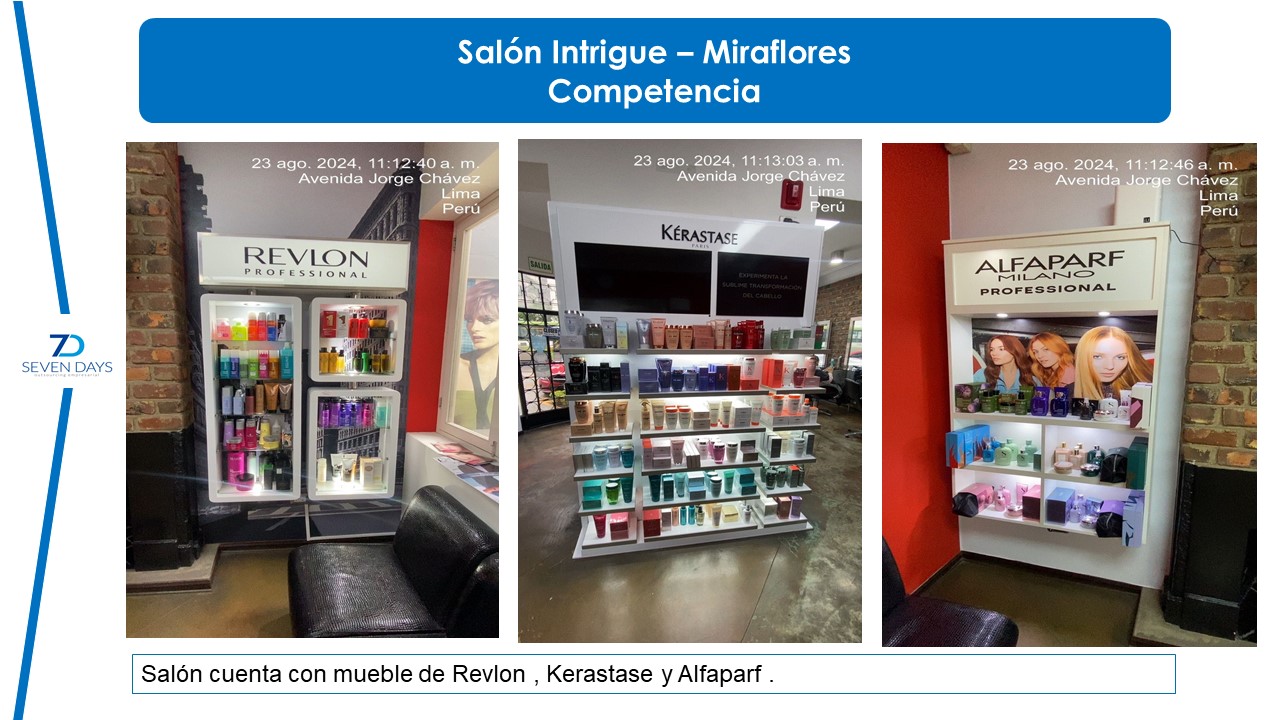 Salón Intrigue – Miraflores
Competencia
23 ago. 2024, 11:12:40 a. m.
Avenida Jorge Chávez
Lima
Perú
REVLON
PROFESSIONAL
23 ago. 2024, 11:13:03 a. m.
Avenida Jorge Chávez
Lima
Perú
KÉRASTASE
PARIS
SALIDA
EXPERIMENTA LA
SUBLIME TRANSFORMACIÓN
DEL CABELLO
23 ago. 2024, 11:12:46 a. m.
Avenida Jorge Chávez
Lima
Perú
ALFAPARF
MILANO
PROFESSIONAL
7D
SEVEN DAYS
outsourcing empresarial
Salón cuenta con mueble de Revlon , Kerastase y Alfaparf .